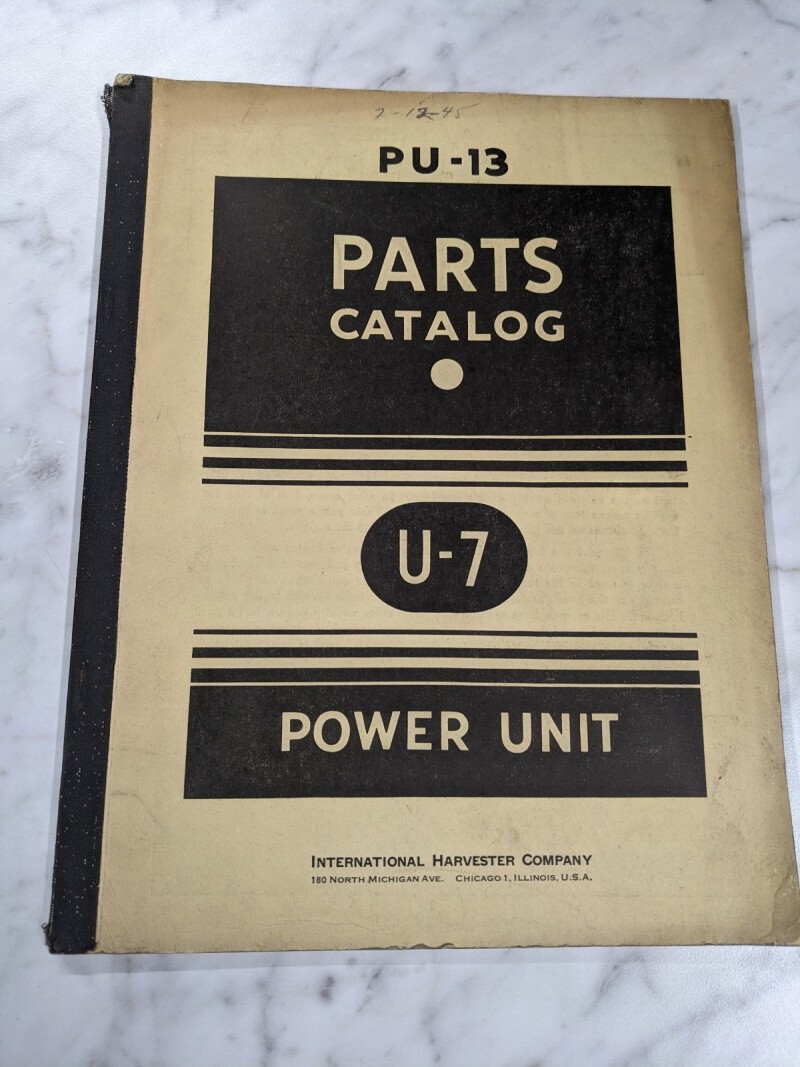 7-12-45
PU-13
PARTS
CATALOG
U-7
POWER UNIT
INTERNATIONAL HARVESTER COMPANY
180 NORTH MICHIGAN AVE. CHICAGO 1, ILLINOIS, U.S.A.